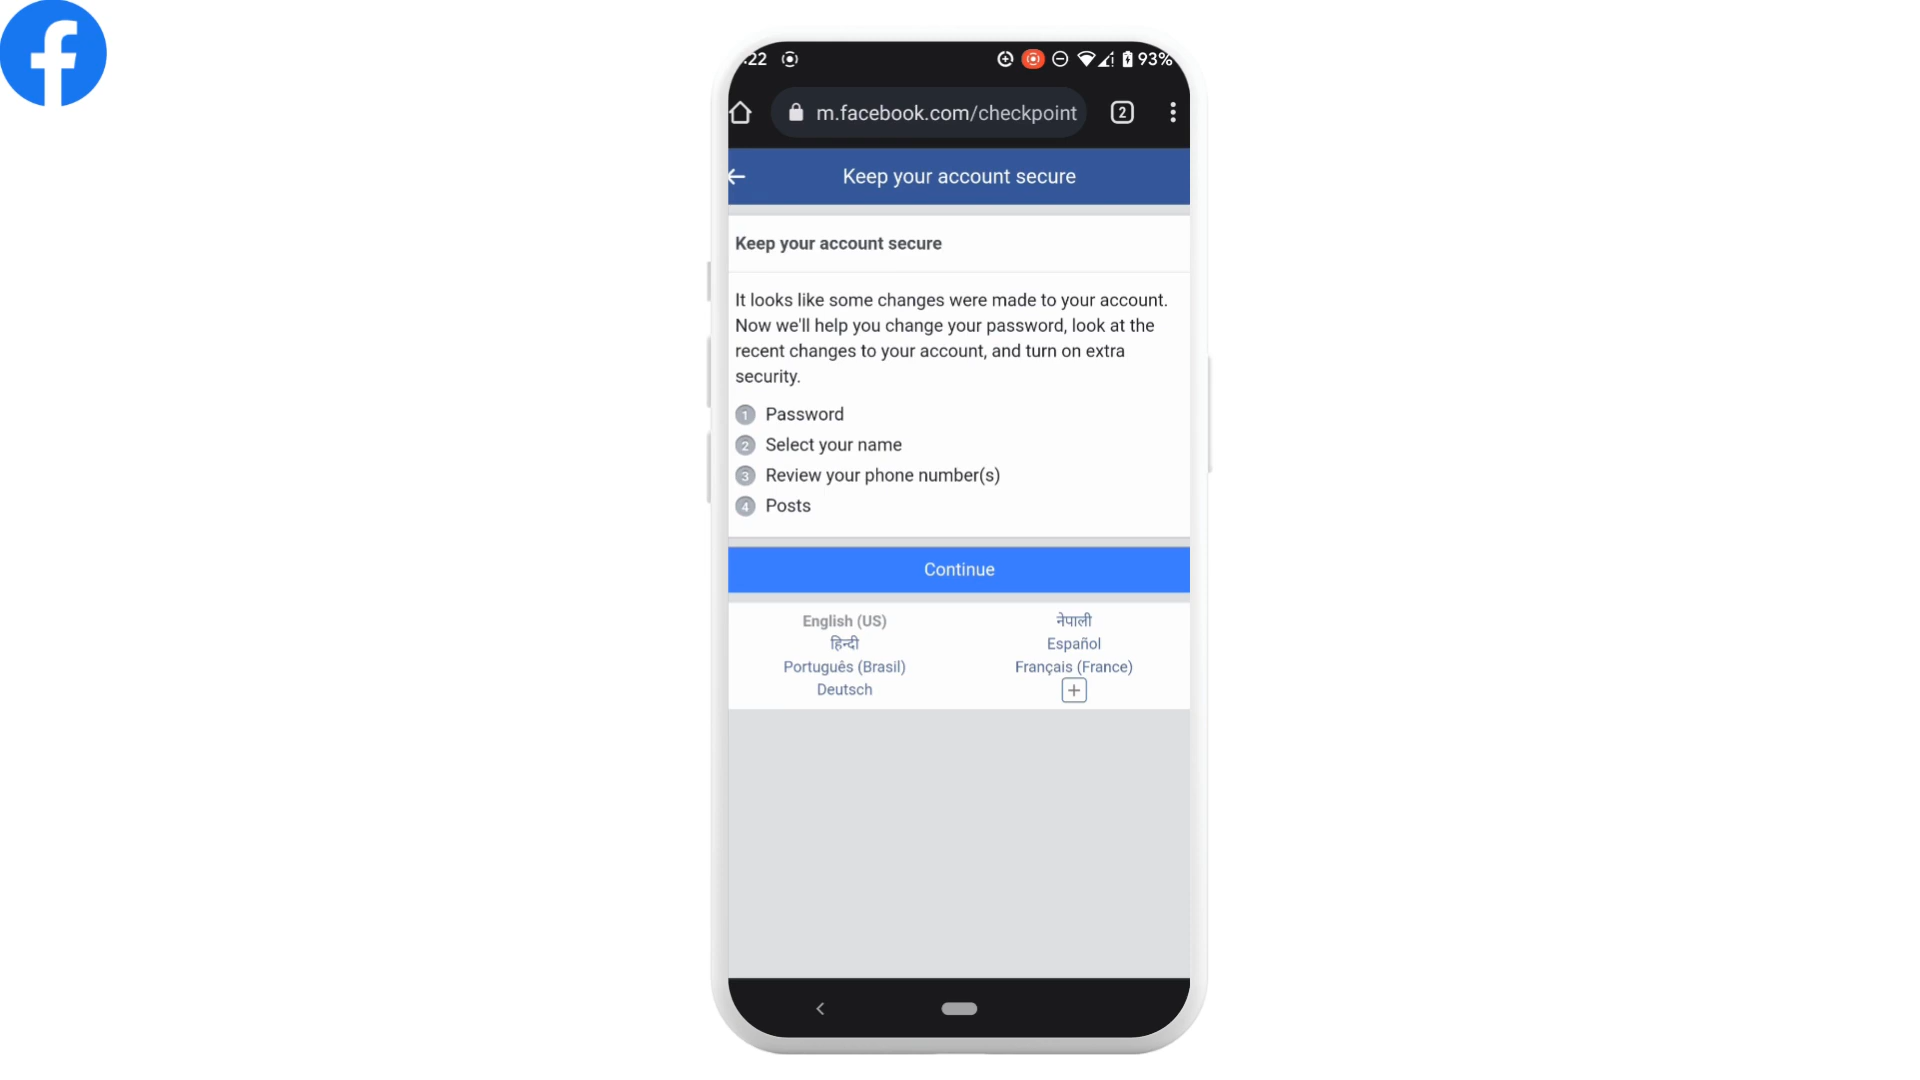 :22 93%
m.facebook.com/checkpoint 2
Keep your account secure
Keep your account secure
It looks like some changes were made to your account.
Now we'll help you change your password, look at the
recent changes to your account, and turn on extra
security.
1 Password
2 Select your name
3 Review your phone number(s)
4 Posts
Continue
English (US) नेपाली
हिन्दी Español
Português (Brasil) Français (France)
Deutsch